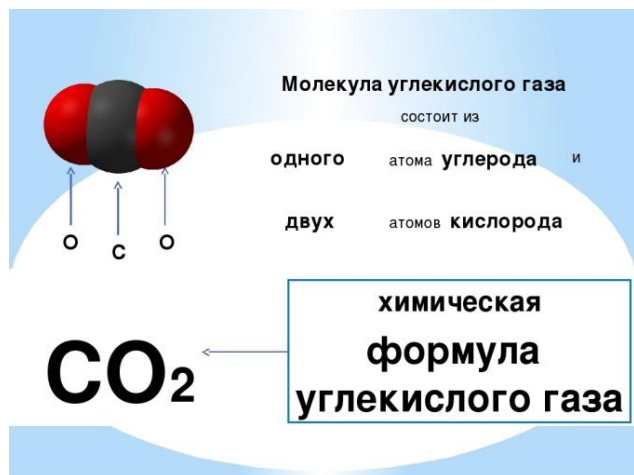 Молекула углекислого газа
состоит из
одного атома углерода и
двух атомов кислорода
O C O
химическая
формула
углекислого газа
CO2